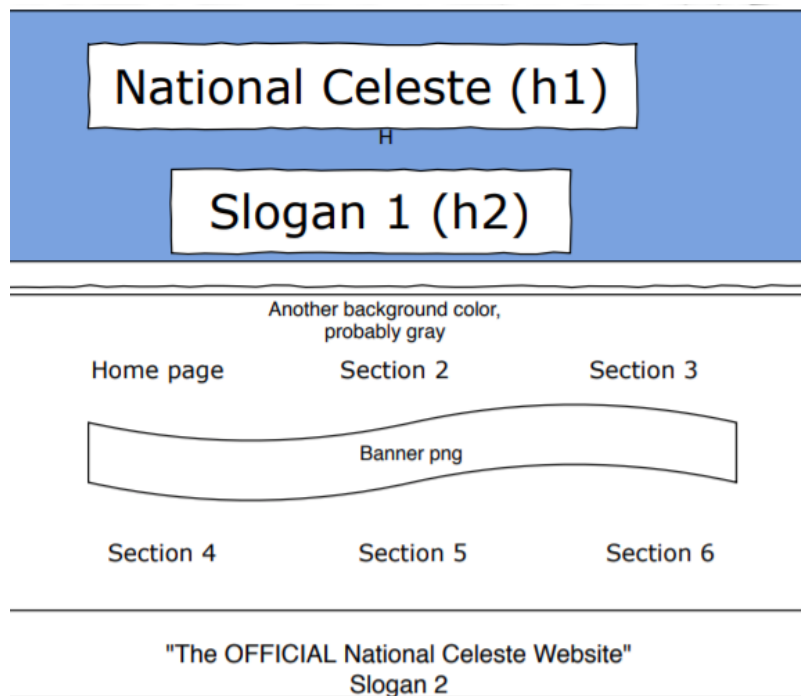 National Celeste (h1)
H
Slogan 1 (h2)
Another background color,
probably gray
Home page Section 2 Section 3
Banner png
Section 4 Section 5 Section 6
"The OFFICIAL National Celeste Website"
Slogan 2